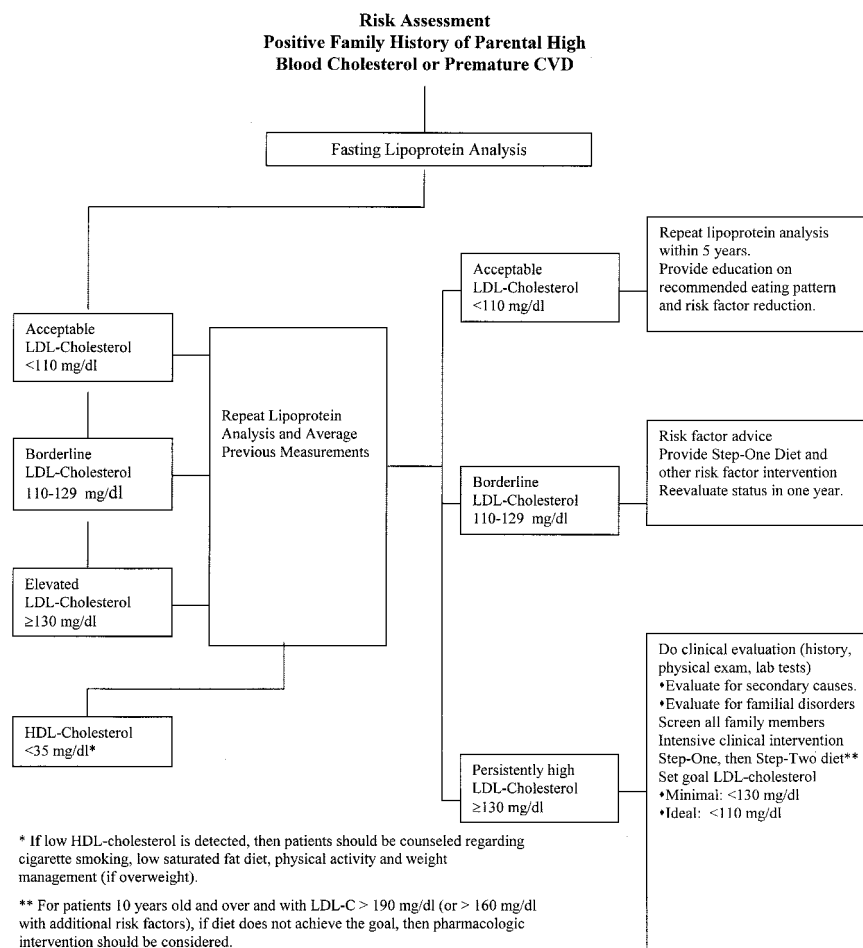 Risk Assessment
Positive Family History of Parental High
Blood Cholesterol or Premature CVD
Fasting Lipoprotein Analysis
Acceptable
LDL-Cholesterol
<110 mg/dl
Borderline
LDL-Cholesterol
110-129 mg/dl
Elevated
LDL-Cholesterol
≥130 mg/dl
HDL-Cholesterol
<35 mg/dl*
Repeat Lipoprotein
Analysis and Average
Previous Measurements
Acceptable
LDL-Cholesterol
<110 mg/dl
Repeat lipoprotein analysis
within 5 years.
Provide education on
recommended eating pattern
and risk factor reduction.
Borderline
LDL-Cholesterol
110-129 mg/dl
Risk factor advice
Provide Step-One Diet and
other risk factor intervention
Reevaluate status in one year.
Persistently high
LDL-Cholesterol
≥130 mg/dl
Do clinical evaluation (history,
physical exam, lab tests)
♦Evaluate for secondary causes.
♦Evaluate for familial disorders
Screen all family members
Intensive clinical intervention
Step-One, then Step-Two diet**
Set goal LDL-cholesterol
♦Minimal: <130 mg/dl
♦Ideal: <110 mg/dl
* If low HDL-cholesterol is detected, then patients should be counseled regarding
cigarette smoking, low saturated fat diet, physical activity and weight
management (if overweight).
** For patients 10 years old and over and with LDL-C > 190 mg/dl (or > 160 mg/dl
with additional risk factors), if diet does not achieve the goal, then pharmacologic
intervention should be considered.